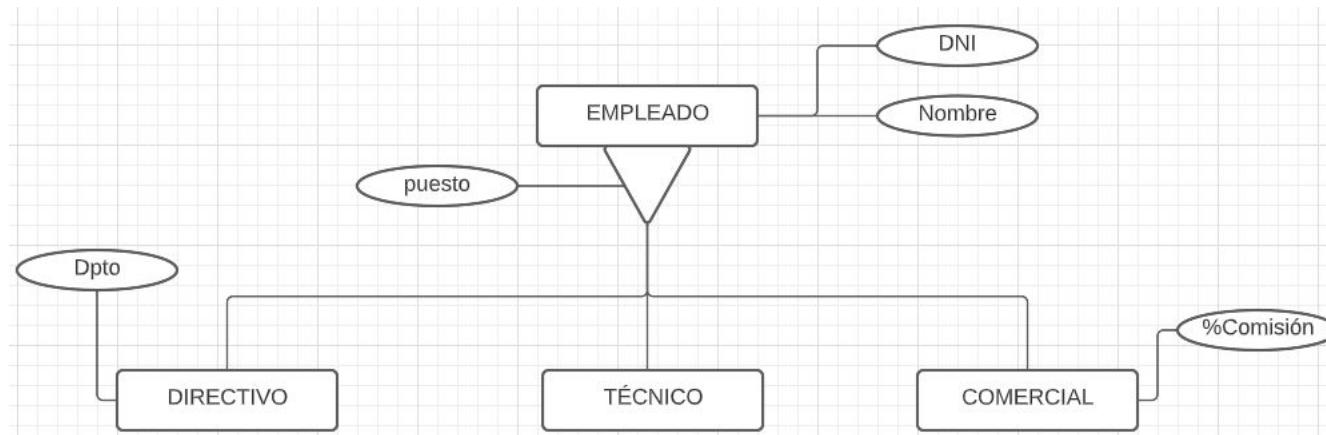 DNI
EMPLEADO
Nombre
puesto
Dpto
%Comisión
DIRECTIVO
TÉCNICO
COMERCIAL